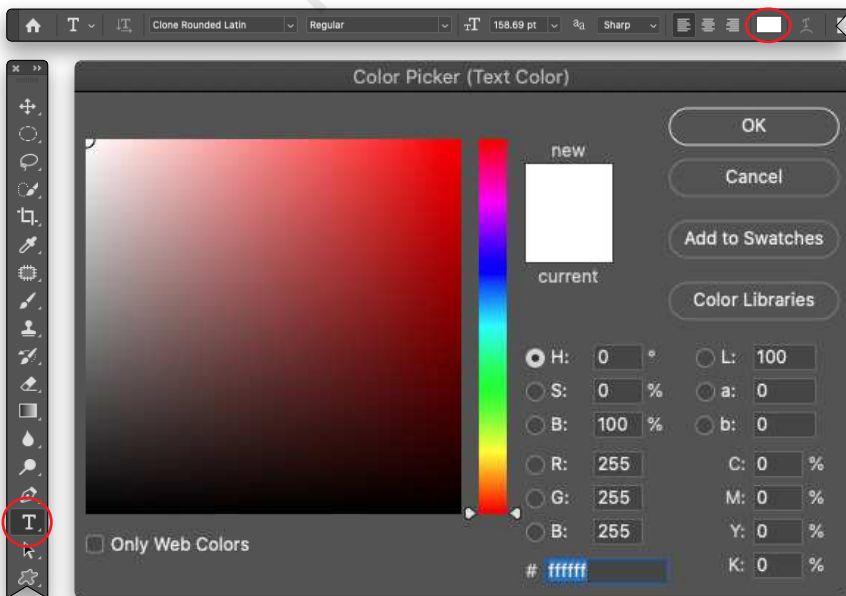 T Clone Rounded Latin Regular TT 158.69 pt aa Sharp
Color Picker (Text Color)
new
current
OK
Cancel
Add to Swatches
Color Libraries
H: 0 °
S: 0 %
B: 100 %
R: 255
G: 255
B: 255
# ffffff
L: 100
a: 0
b: 0
C: 0 %
M: 0 %
Y: 0 %
K: 0 %
Only Web Colors
T